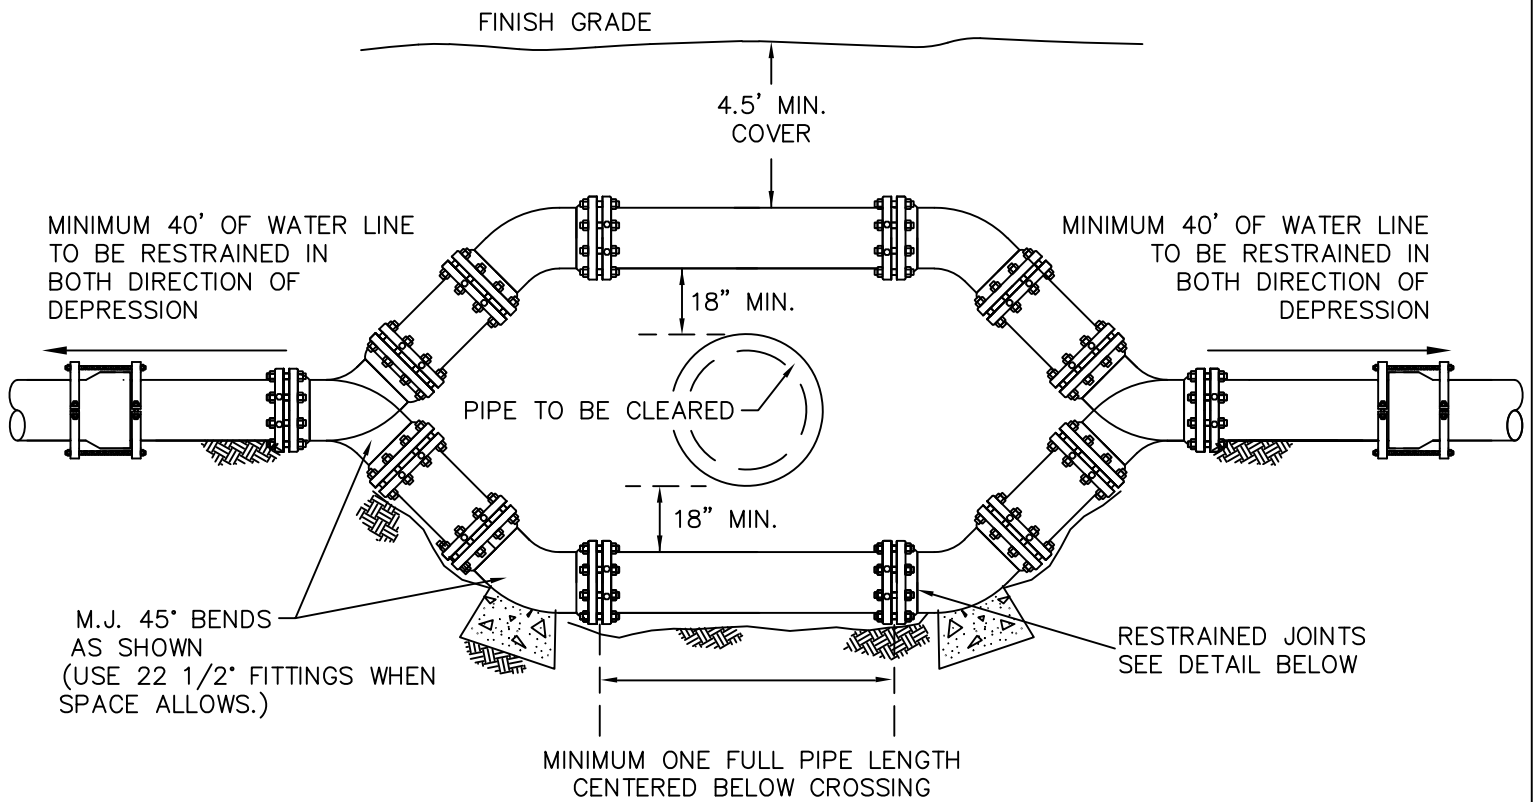 FINISH GRADE
4.5' MIN.
COVER
MINIMUM 40' OF WATER LINE
TO BE RESTRAINED IN
BOTH DIRECTION OF
DEPRESSION
MINIMUM 40' OF WATER LINE
TO BE RESTRAINED IN
BOTH DIRECTION OF
DEPRESSION
18" MIN.
PIPE TO BE CLEARED
18" MIN.
M.J. 45° BENDS
AS SHOWN
(USE 22 1/2° FITTINGS WHEN
SPACE ALLOWS.)
RESTRAINED JOINTS
SEE DETAIL BELOW
MINIMUM ONE FULL PIPE LENGTH
CENTERED BELOW CROSSING